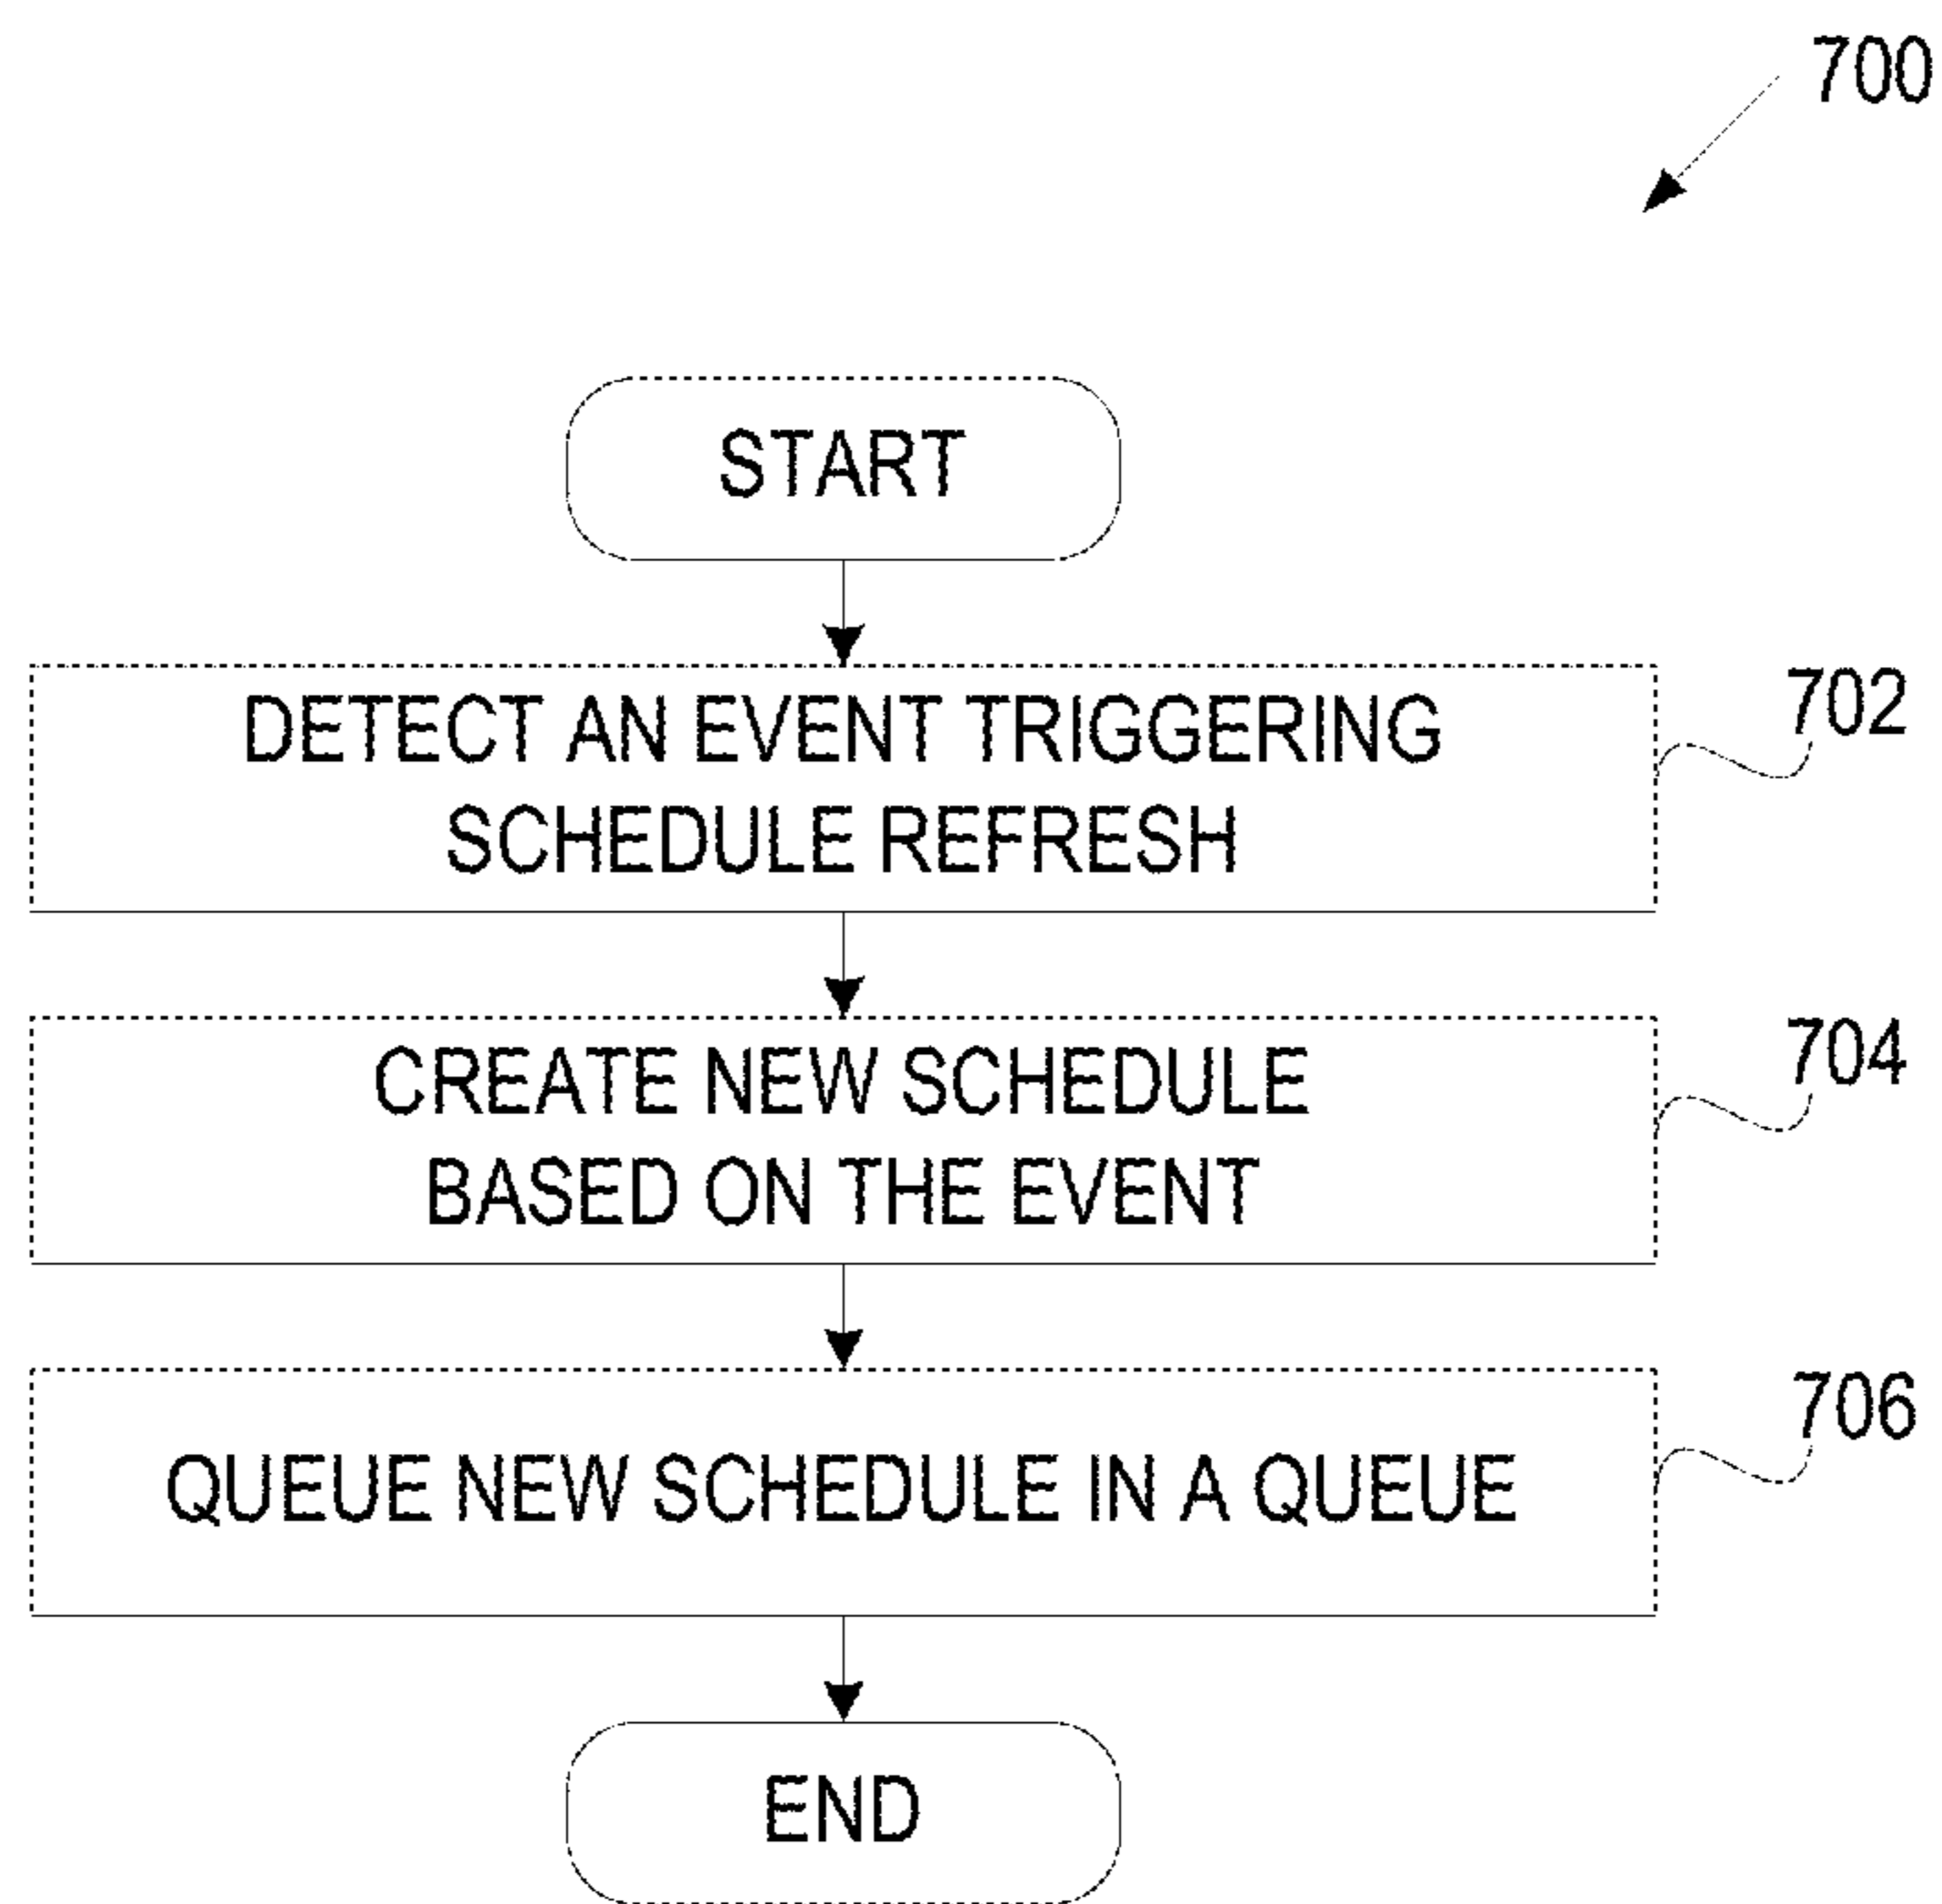 700
START
DETECT AN EVENT TRIGGERING
SCHEDULE REFRESH
702
CREATE NEW SCHEDULE
BASED ON THE EVENT
704
QUEUE NEW SCHEDULE IN A QUEUE
706
END